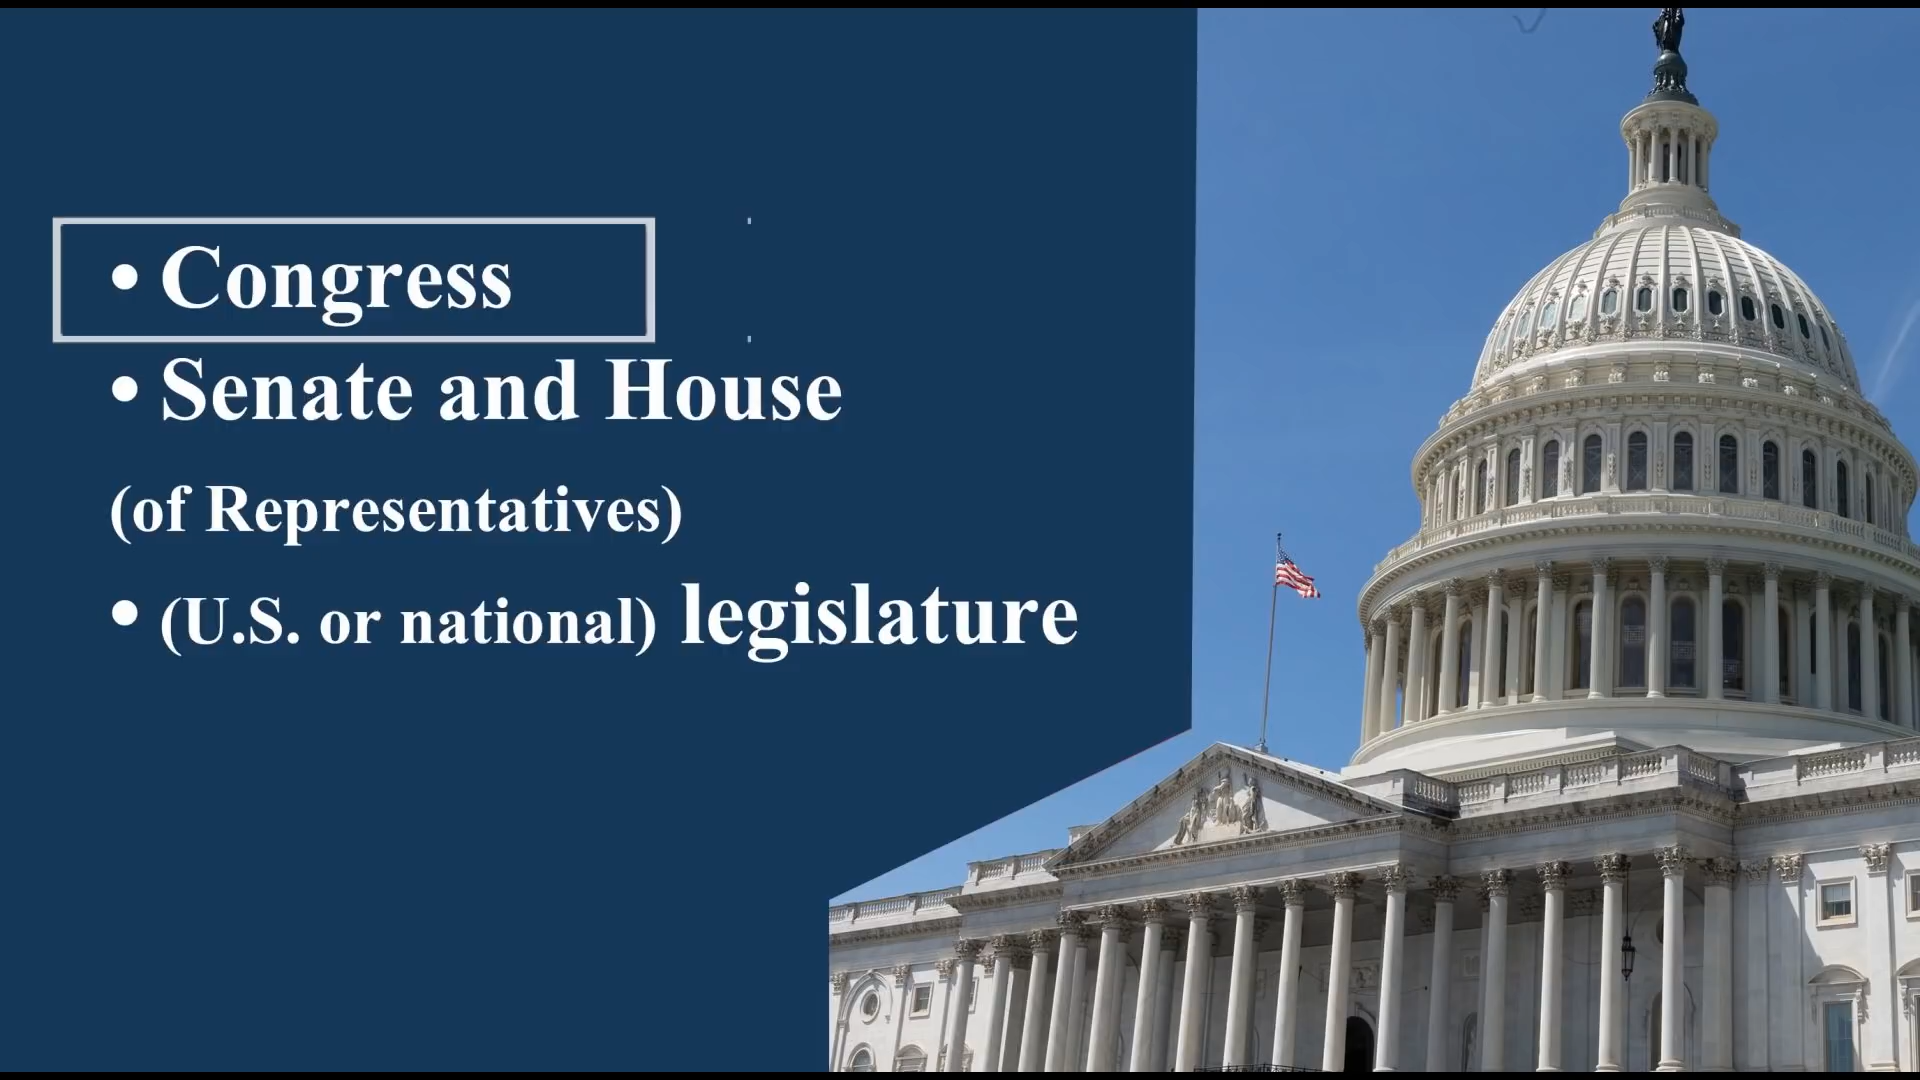 • Congress
• Senate and House
(of Representatives)
• (U.S. or national) legislature